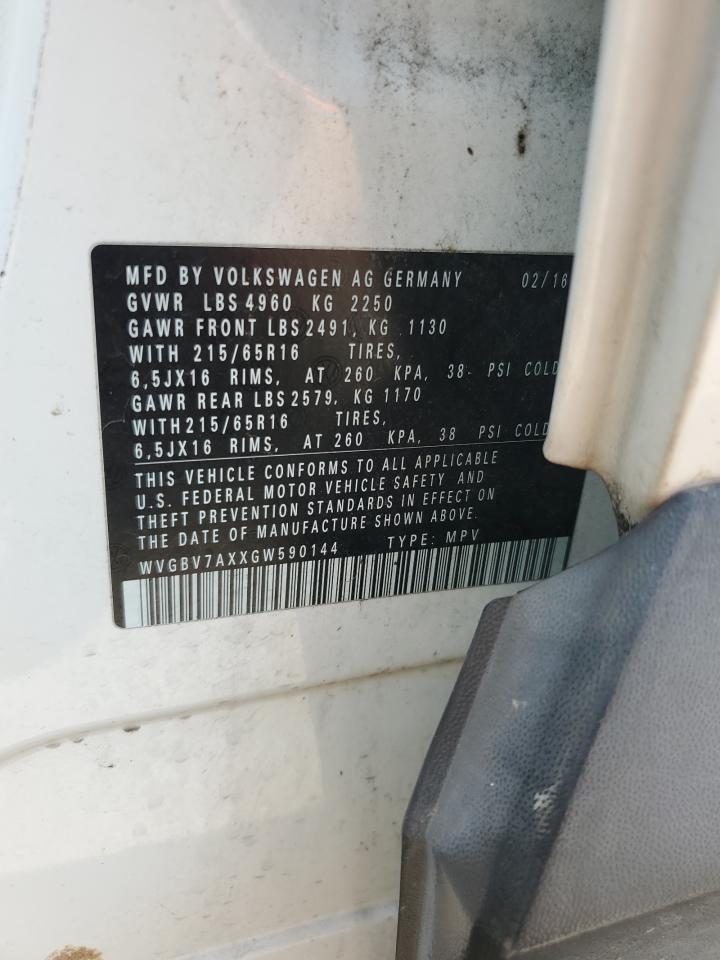 MFD BY VOLKSWAGEN AG GERMANY 02/16
GVWR LBS 4960 KG 2250
GAWR FRONT LBS 2491, KG 1130
WITH 215/65R16 TIRES,
6,5JX16 RIMS, AT 260 KPA, 38 PSI COLD
GAWR REAR LBS 2579, KG 1170
WITH 215/65R16 TIRES,
6,5JX16 RIMS, AT 260 KPA, 38 PSI COLD
THIS VEHICLE CONFORMS TO ALL APPLICABLE
U.S. FEDERAL MOTOR VEHICLE SAFETY AND
THEFT PREVENTION STANDARDS IN EFFECT ON
THE DATE OF MANUFACTURE SHOWN ABOVE.
WVGBV7AXXGW590144 TYPE: MPV